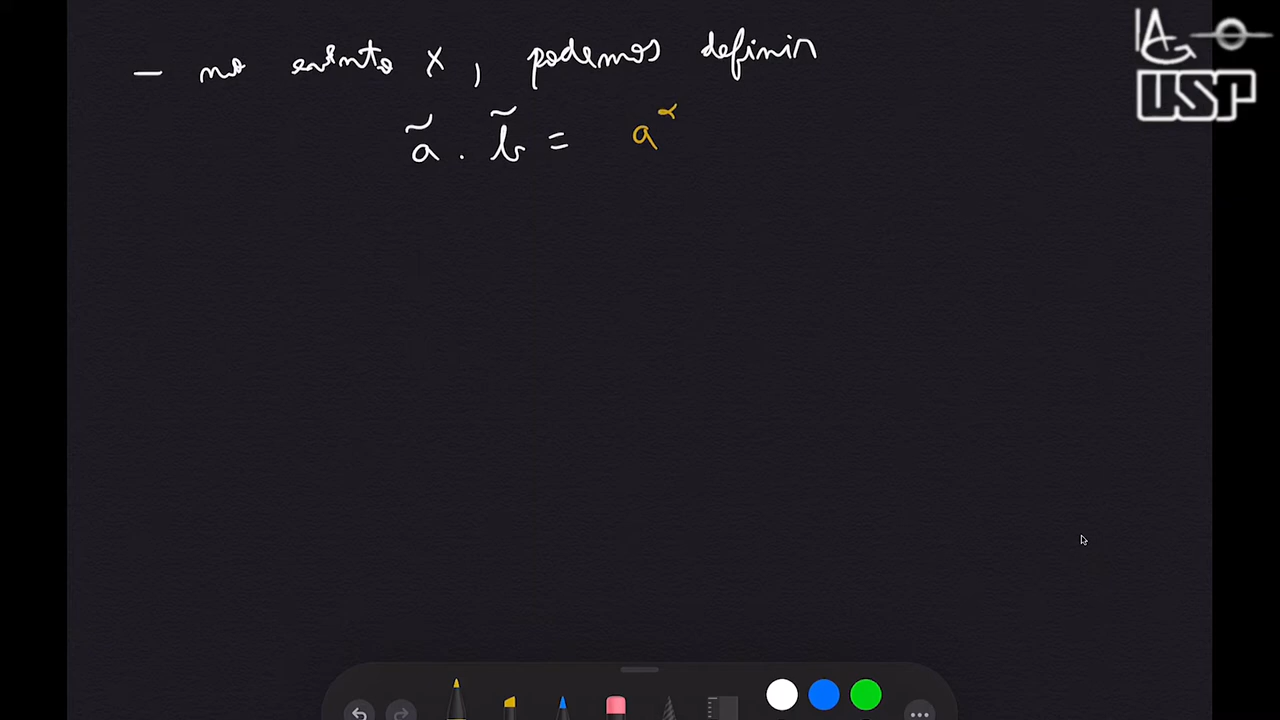 IAG
USP
- no evento x, podemos definir
ã . b̃ = a^α